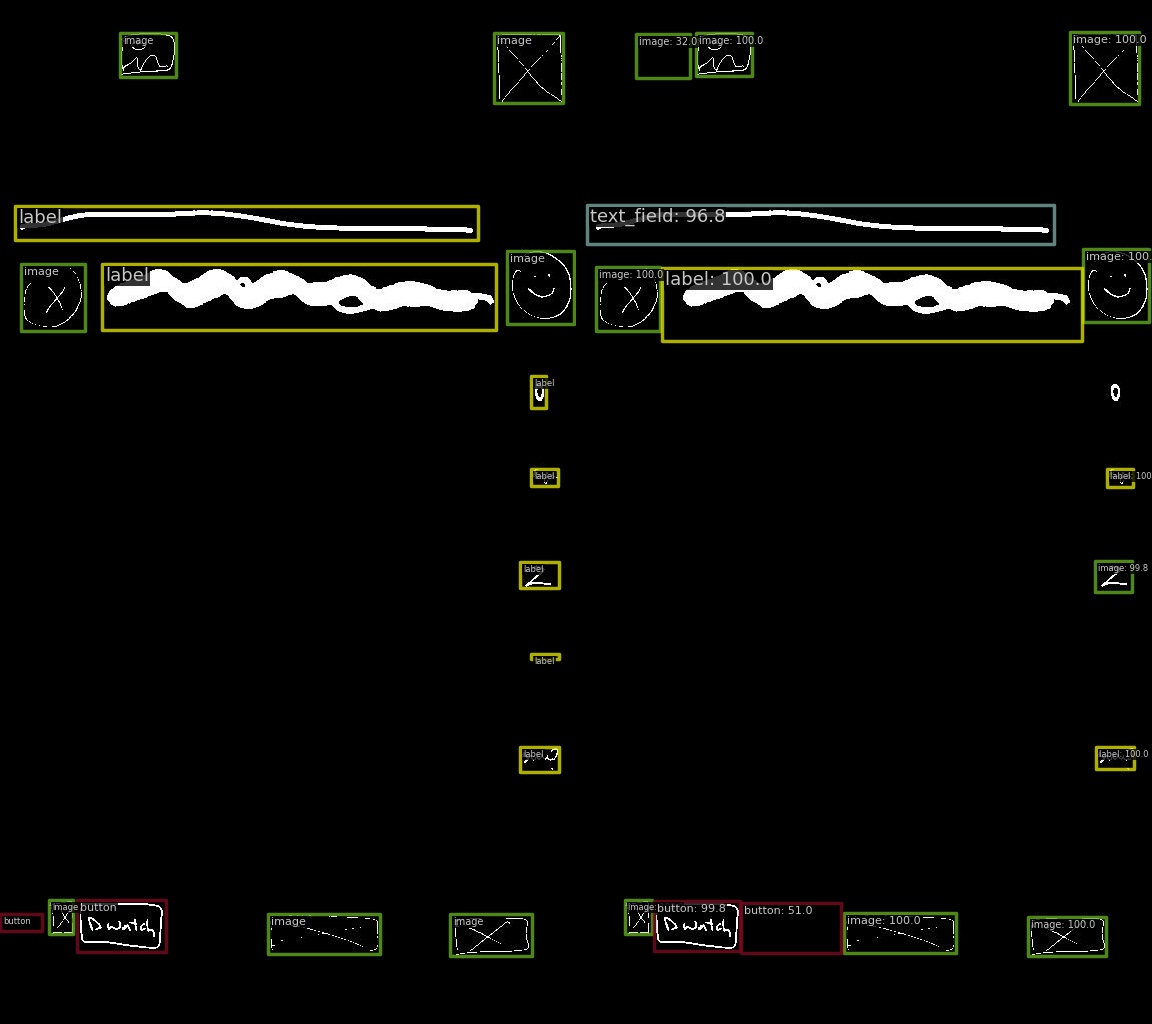 image image image: 32.0 image: 100.0 image: 100.0
label text_field: 96.8
image label image image: 100.0 label: 100.0 image: 100.
label
label label: 100
label image: 99.8
label
label label: 100.0
button image button image image image: button: 99.8 button: 51.0 image: 100.0 image: 100.0
D watch D watch